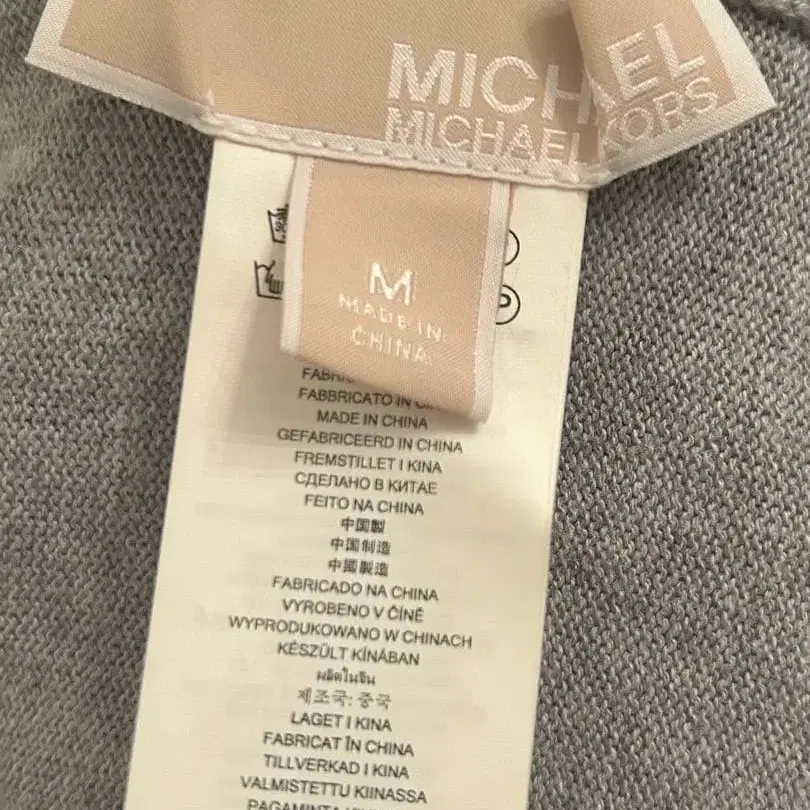 MICHAEL
MICHAEL KORS
M
MADE IN
CHINA
P
FABBRICATO IN
MADE IN CHINA
GEFABRICEERD IN CHINA
FREMSTILLET I KINA
СДЕЛАНО В КИТАЕ
FEITO NA CHINA
中国製
中国制造
中國製造
FABRICADO NA CHINA
VYROBENO V ČÍNĚ
WYPRODUKOWANO W CHINACH
KÉSZÜLT KÍNÁBAN
ผลิตในจีน
제조국: 중국
LAGET I KINA
FABRICAT ÎN CHINA
TILLVERKAD I KINA
VALMISTETTU KIINASSA
PAGAMINTA